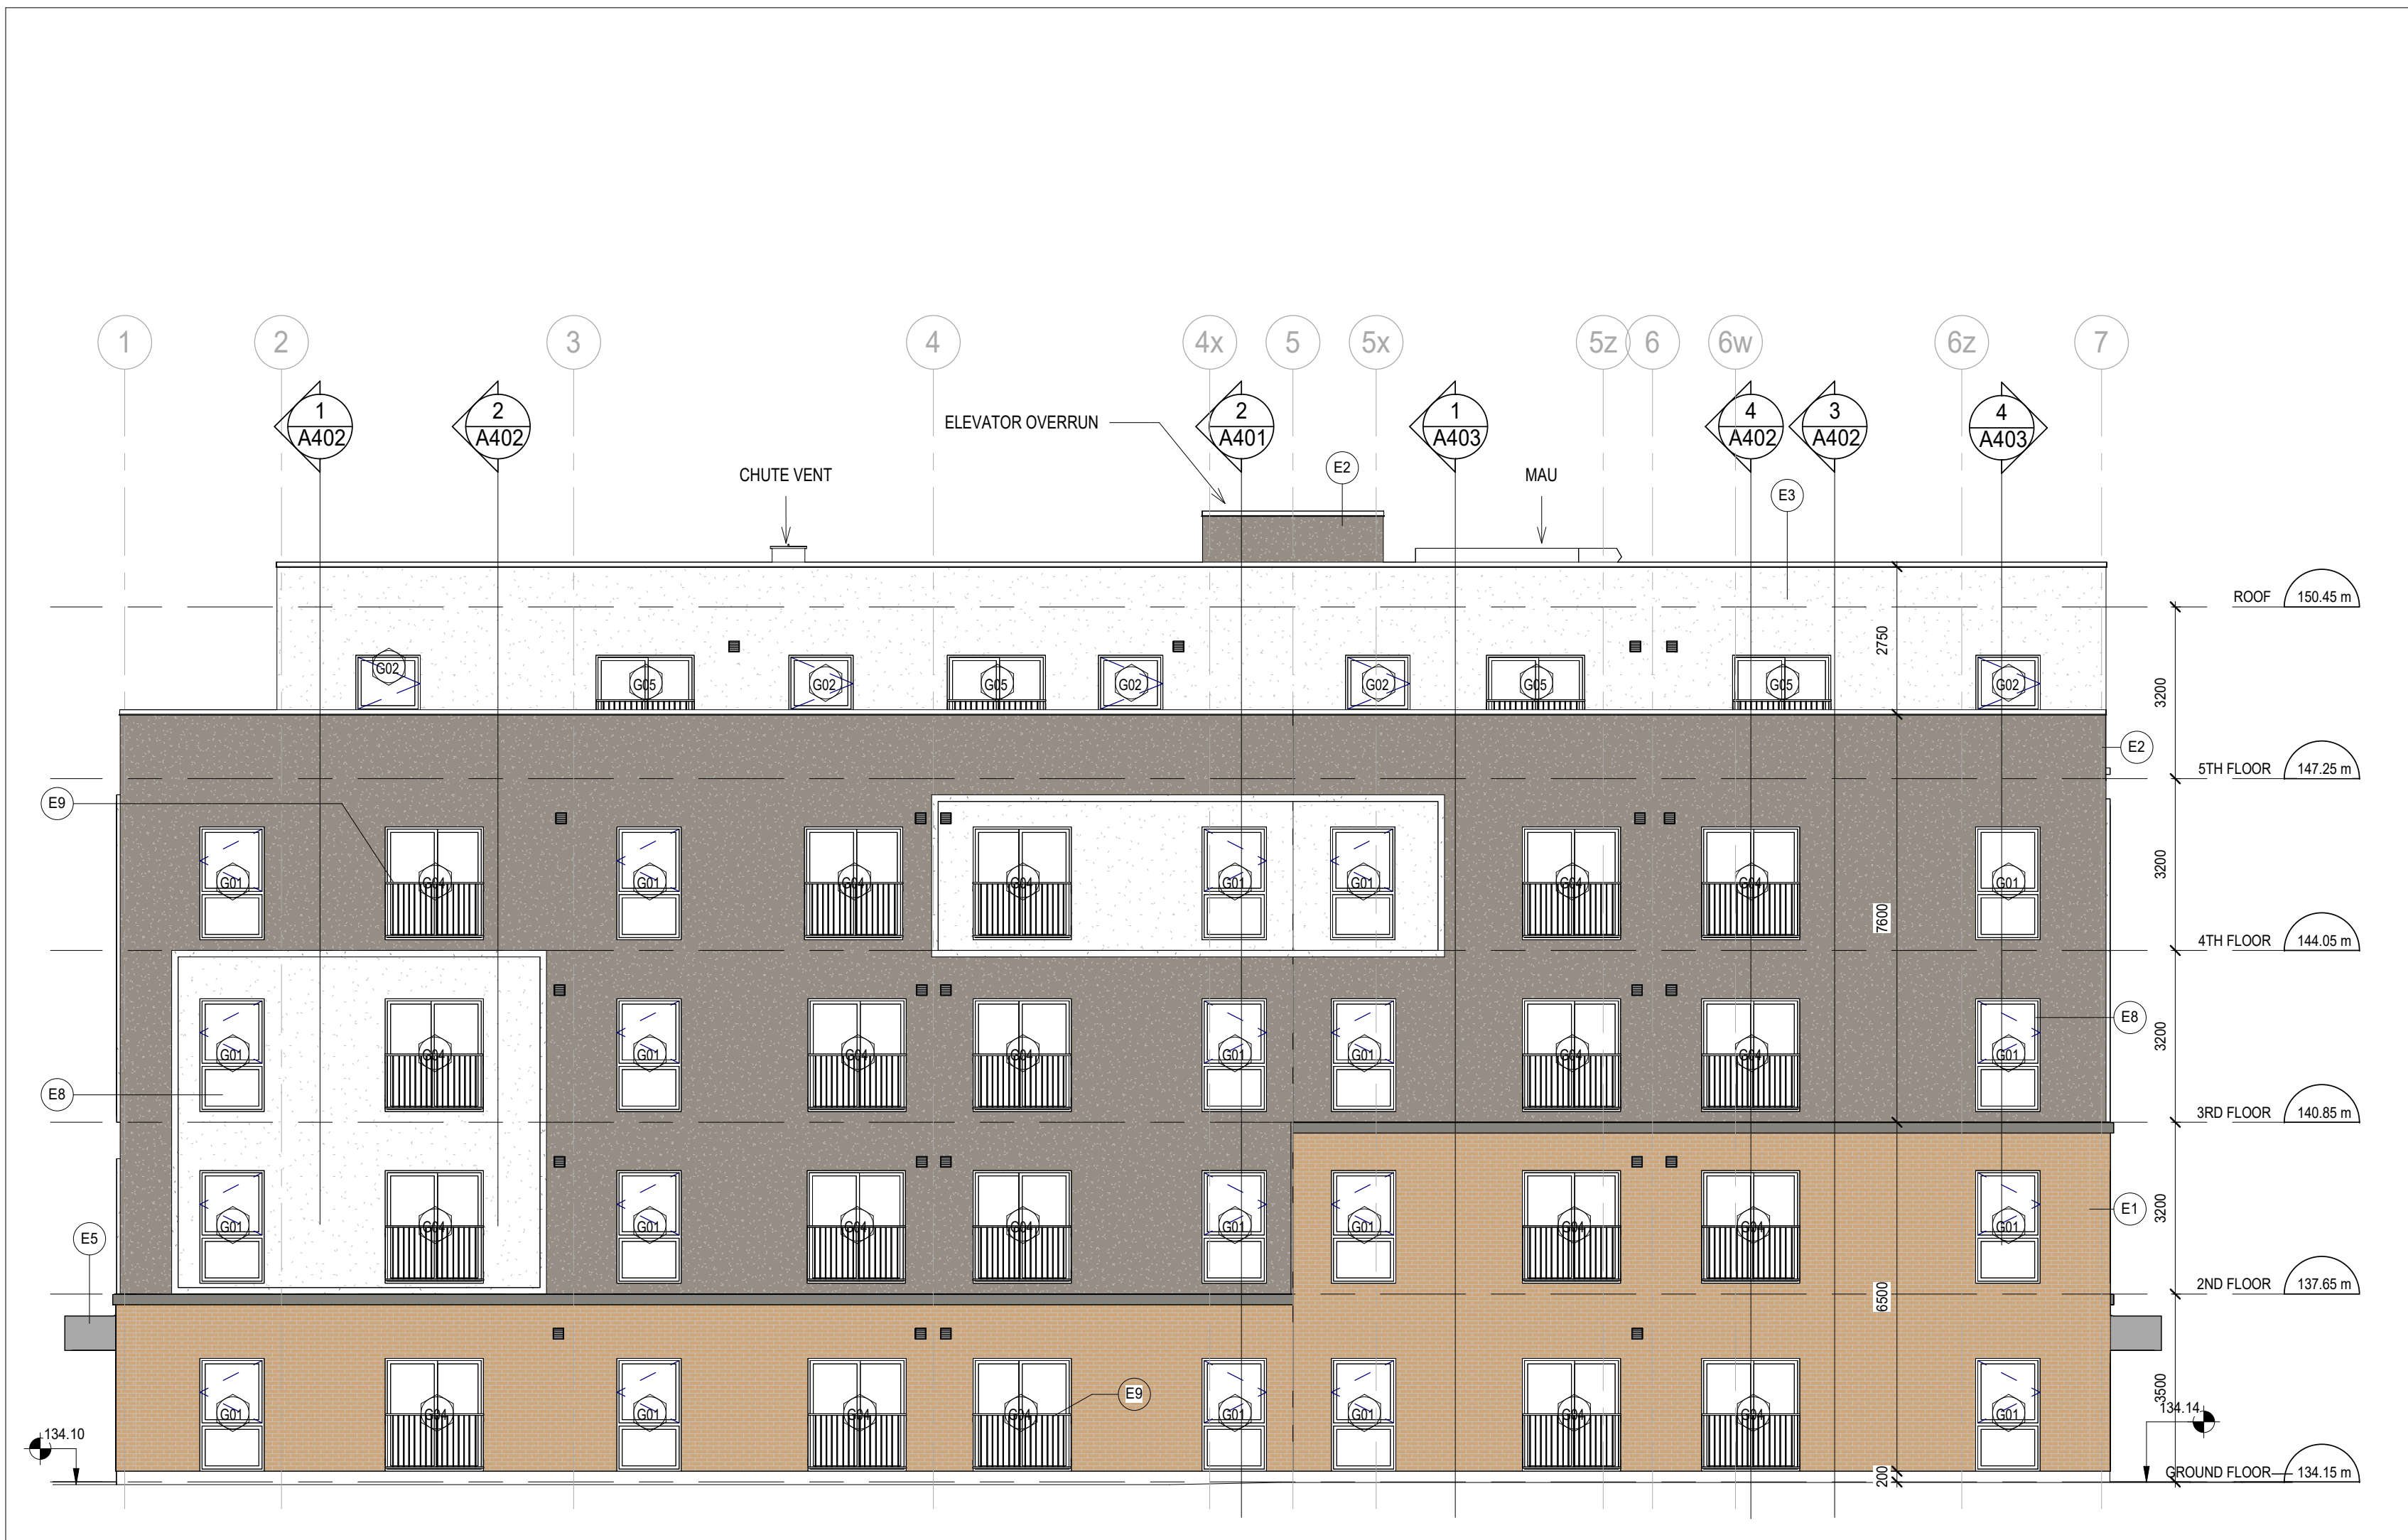 1 2 3 4 4x 5 5x 5z 6 6w 6z 7
1 2 2 1 4 3 4
A402 A402 A401 A403 A402 A402 A403
ELEVATOR OVERRUN
CHUTE VENT
E2
MAU
E3
ROOF 150.45 m
2750
G02 G05 G02 G05 G02 G02 G05 G05 G02
3200
E2
5TH FLOOR 147.25 m
E9
3200
G01 G04 G01 G04 G04 G01 G01 G04 G04 G01
7600
4TH FLOOR 144.05 m
E8
3200
G01 G04 G01 G04 G04 G01 G01 G04 G04 G01
E8
3RD FLOOR 140.85 m
E1
3200
G01 G04 G01 G04 G04 G01 G01 G04 G04 G01
E5
2ND FLOOR 137.65 m
6500
E9
3500
G01 G04 G01 G04 G04 G01 G01 G04 G04 G01
134.14
134.10
200
GROUND FLOOR 134.15 m